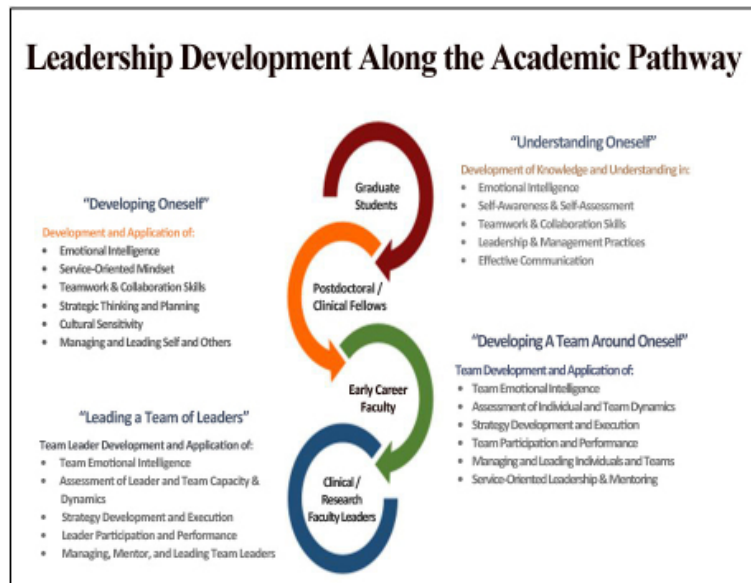 Leadership Development Along the Academic Pathway
"Understanding Oneself"
Development of Knowledge and Understanding in:
• Emotional Intelligence
• Self-Awareness & Self-Assessment
• Teamwork & Collaboration Skills
• Leadership & Management Practices
• Effective Communication
Graduate
Students
"Developing Oneself"
Development and Application of:
• Emotional Intelligence
• Service-Oriented Mindset
• Teamwork & Collaboration Skills
• Strategic Thinking and Planning
• Cultural Sensitivity
• Managing and Leading Self and Others
Postdoctoral /
Clinical Fellows
"Developing A Team Around Oneself"
Team Development and Application of:
• Team Emotional Intelligence
• Assessment of Individual and Team Dynamics
• Strategy Development and Execution
• Team Participation and Performance
• Managing and Leading Individuals and Teams
• Service-Oriented Leadership & Mentoring
Early Career
Faculty
"Leading a Team of Leaders"
Team Leader Development and Application of:
• Team Emotional Intelligence
• Assessment of Leader and Team Capacity &
Dynamics
• Strategy Development and Execution
• Leader Participation and Performance
• Managing, Mentor, and Leading Team Leaders
Clinical /
Research
Faculty Leaders